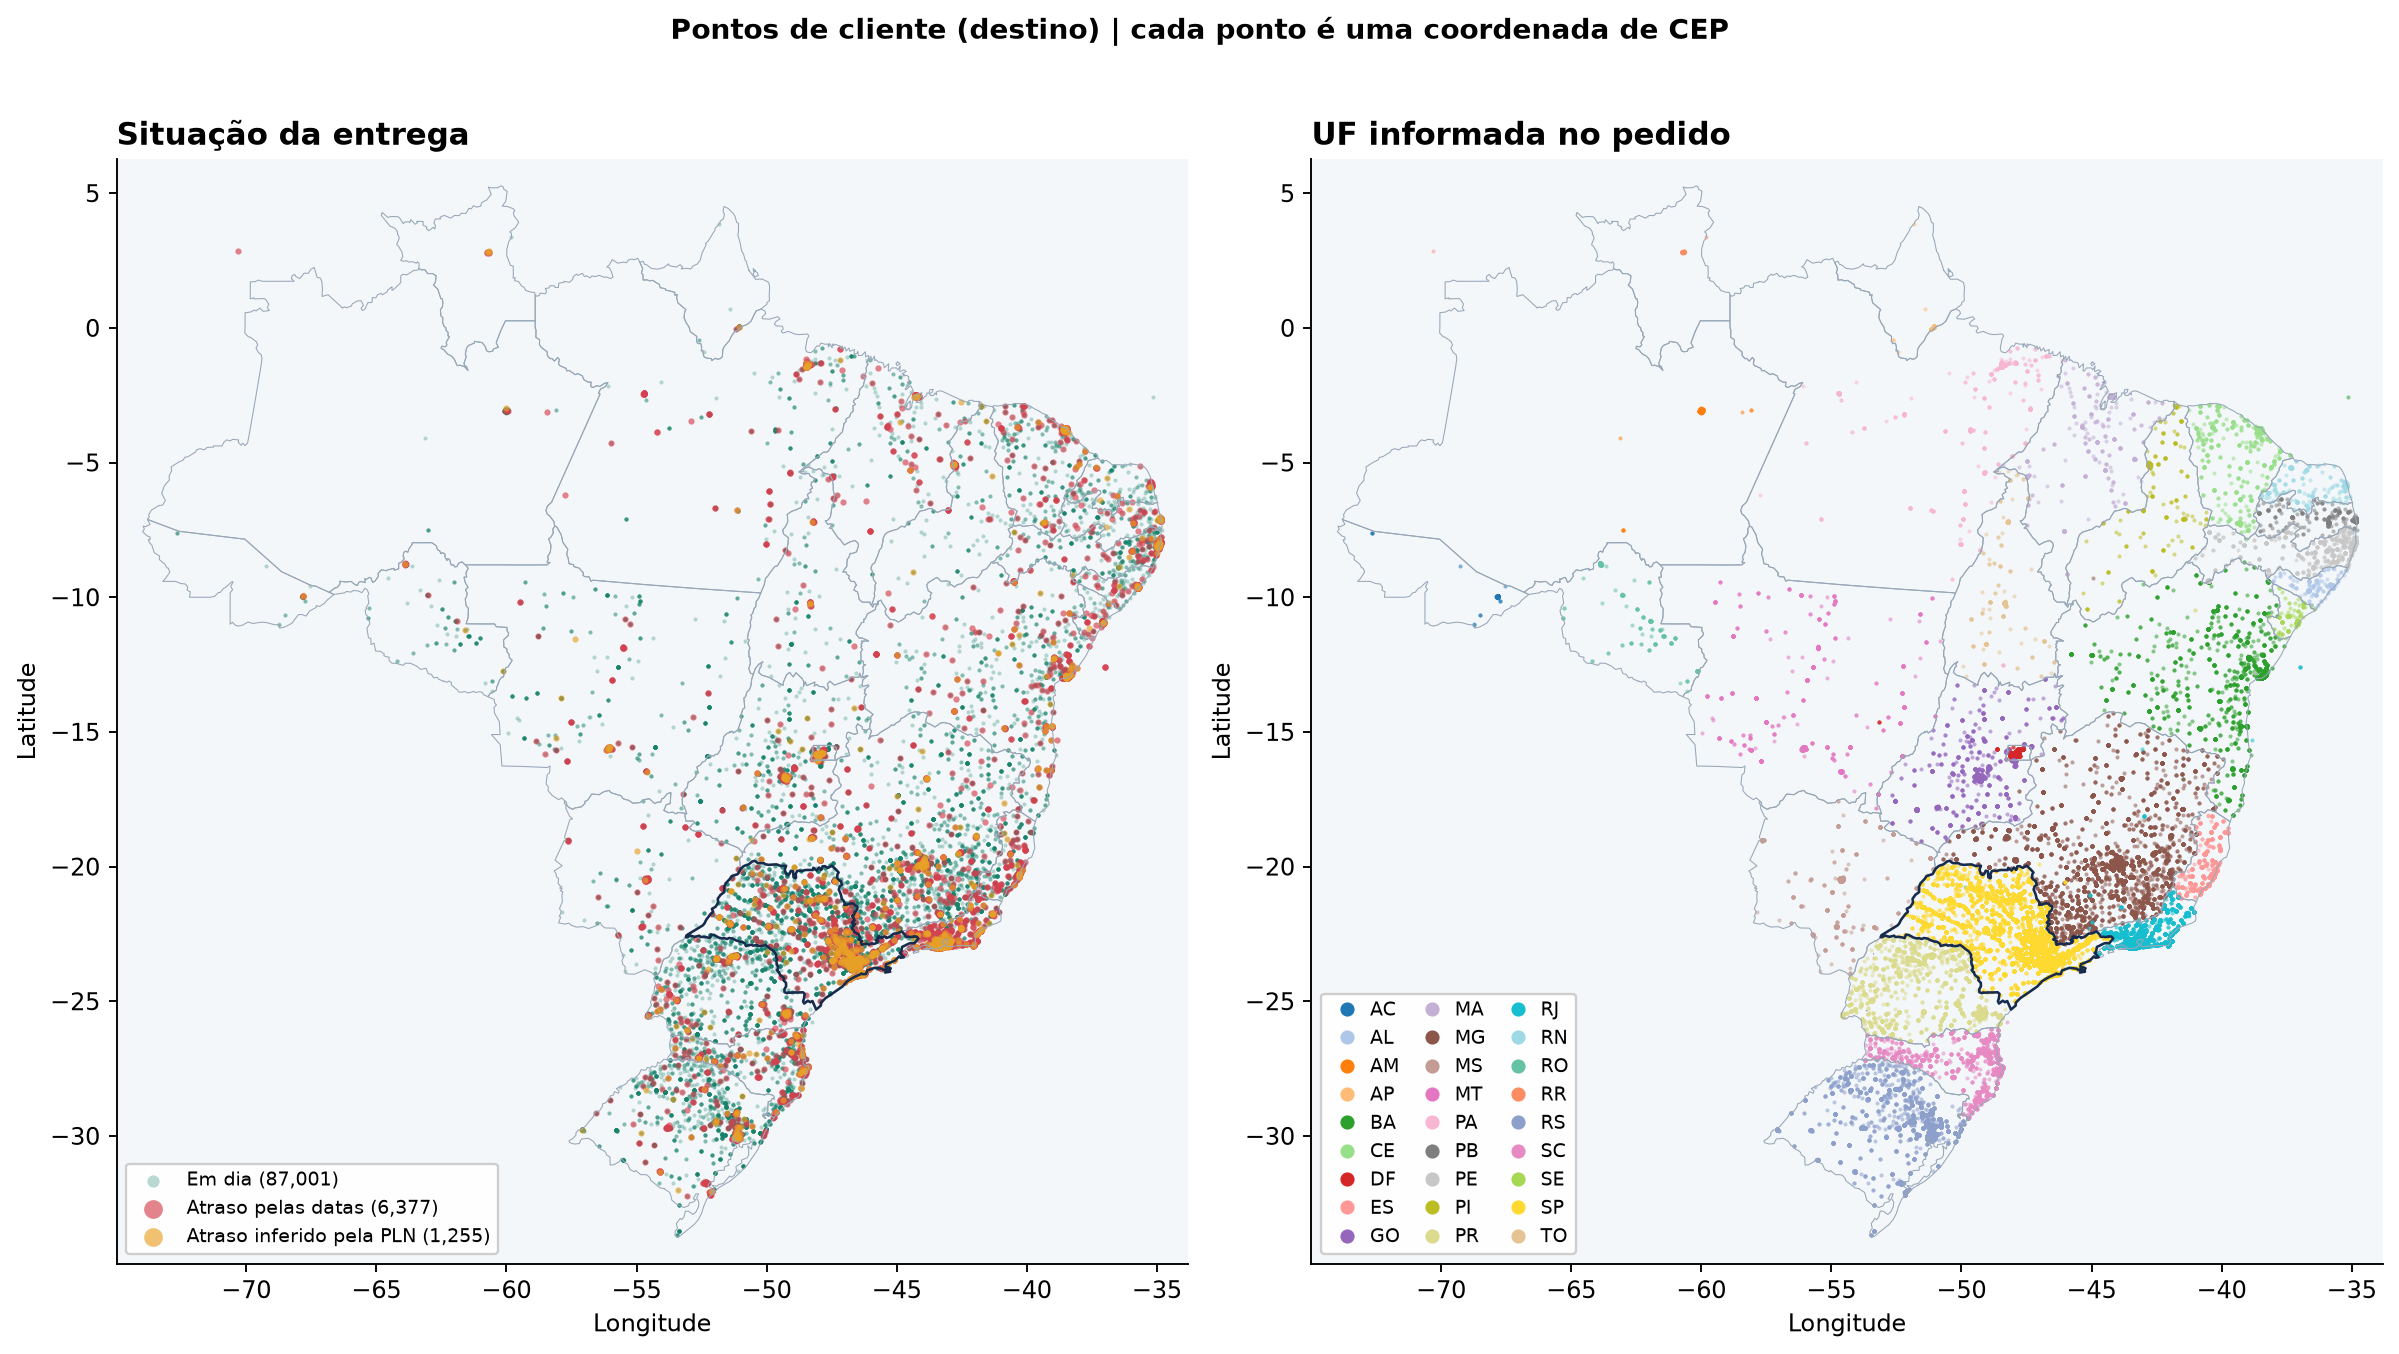 Pontos de cliente (destino) | cada ponto é uma coordenada de CEP
Situação da entrega
5
0
−5
−10
−15
−20
−25
−30
Latitude
−70
−65
−60
−55
−50
−45
−40
−35
Longitude
Em dia (87,001)
Atraso pelas datas (6,377)
Atraso inferido pela PLN (1,255)
UF informada no pedido
5
0
−5
−10
−15
−20
−25
−30
Latitude
−70
−65
−60
−55
−50
−45
−40
−35
Longitude
AC MA RJ
AL MG RN
AM MS RO
AP MT RR
BA PA RS
CE PB SC
DF PE SE
ES PI SP
GO PR TO